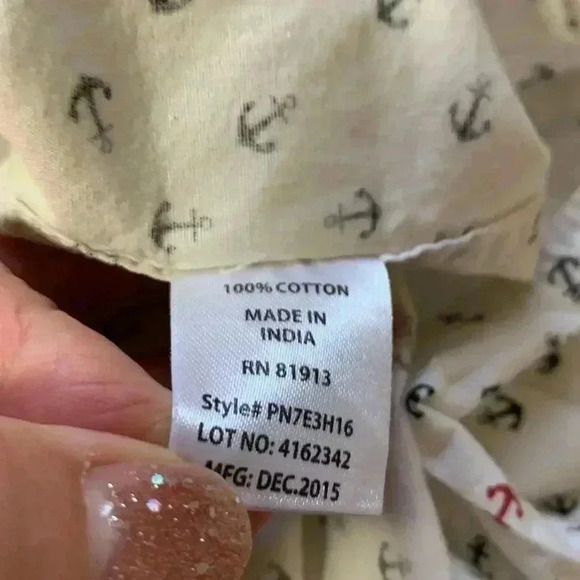 100% COTTON
MADE IN
INDIA
RN 81913
Style# PN7E3H16
LOT NO: 4162342
MFG: DEC.2015